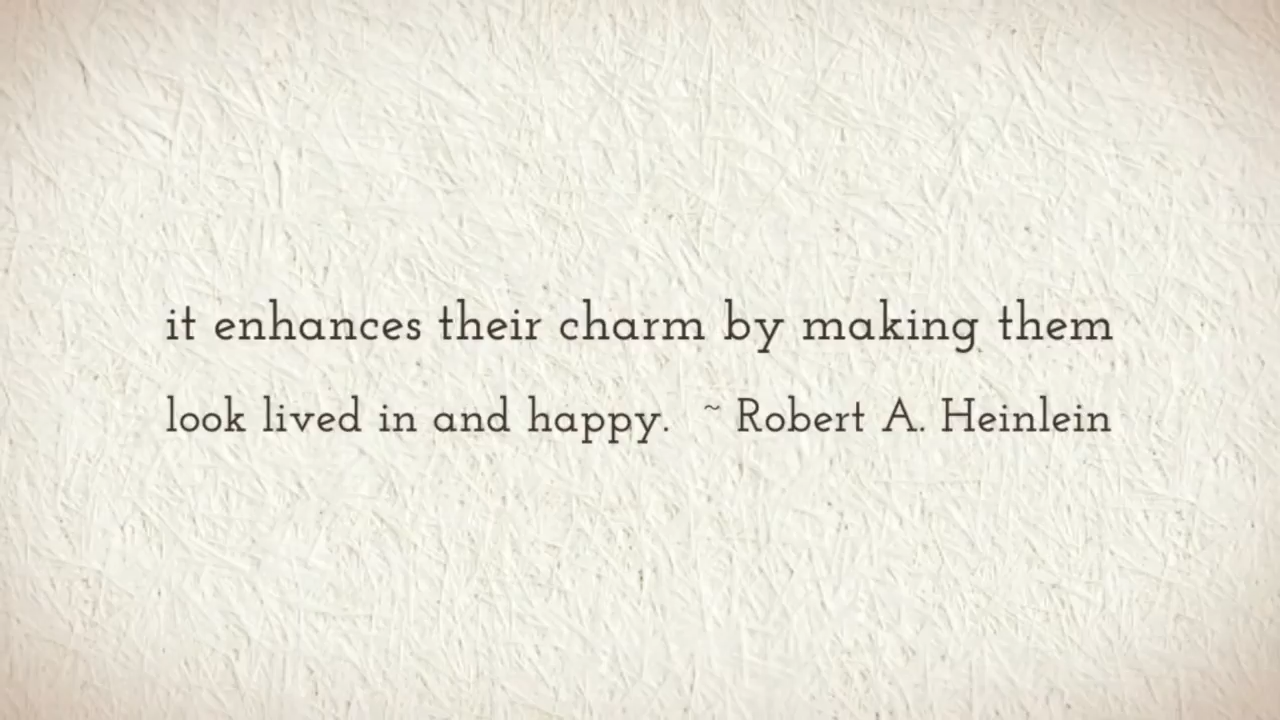 it enhances their charm by making them
look lived in and happy. ~ Robert A. Heinlein